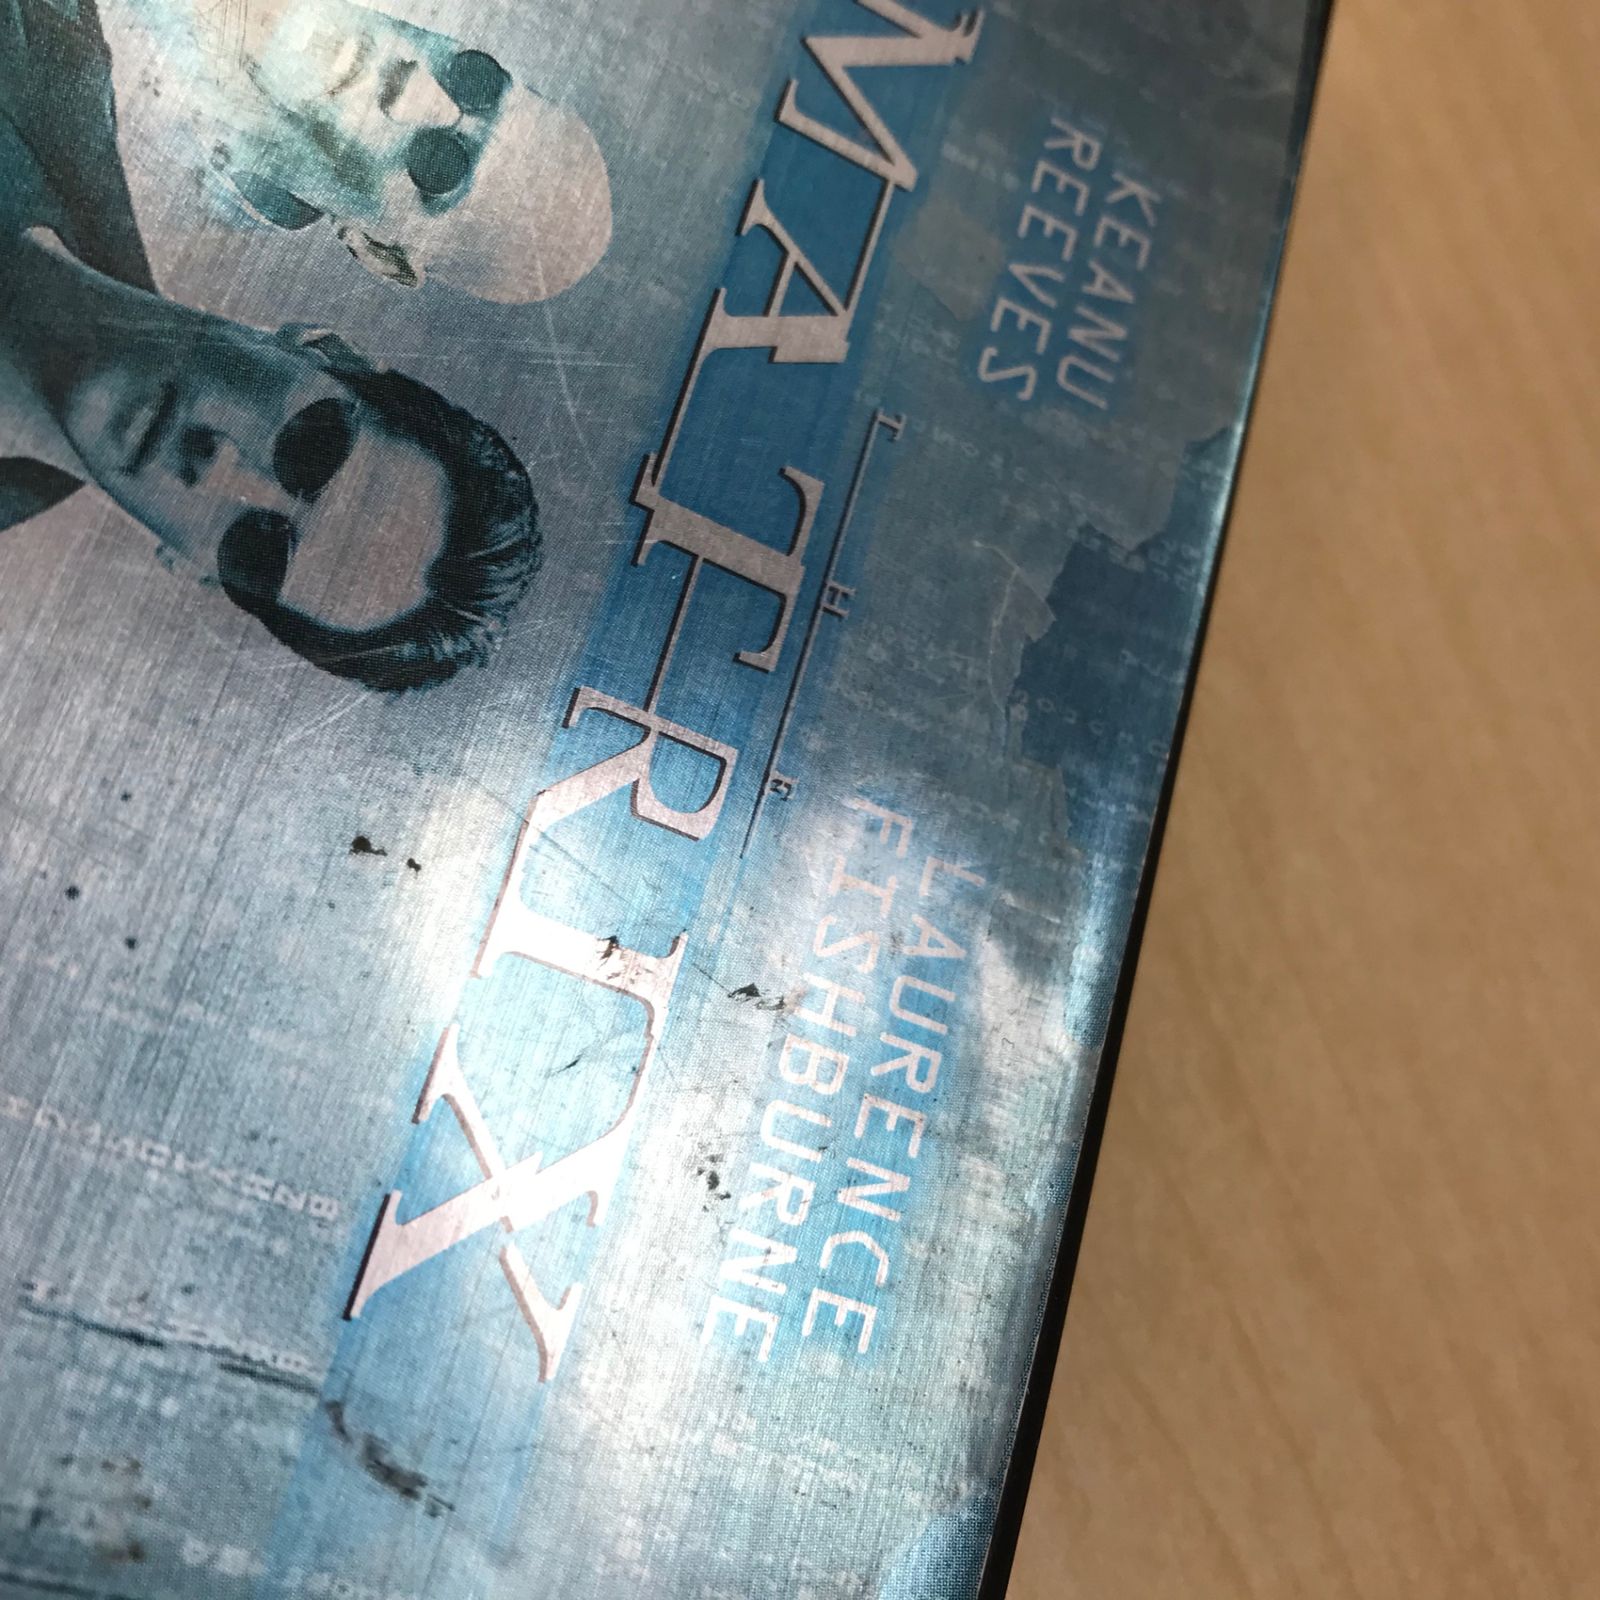 KEANU
REEVES
LAURENCE
FISHBURNE
THE
MATRIX